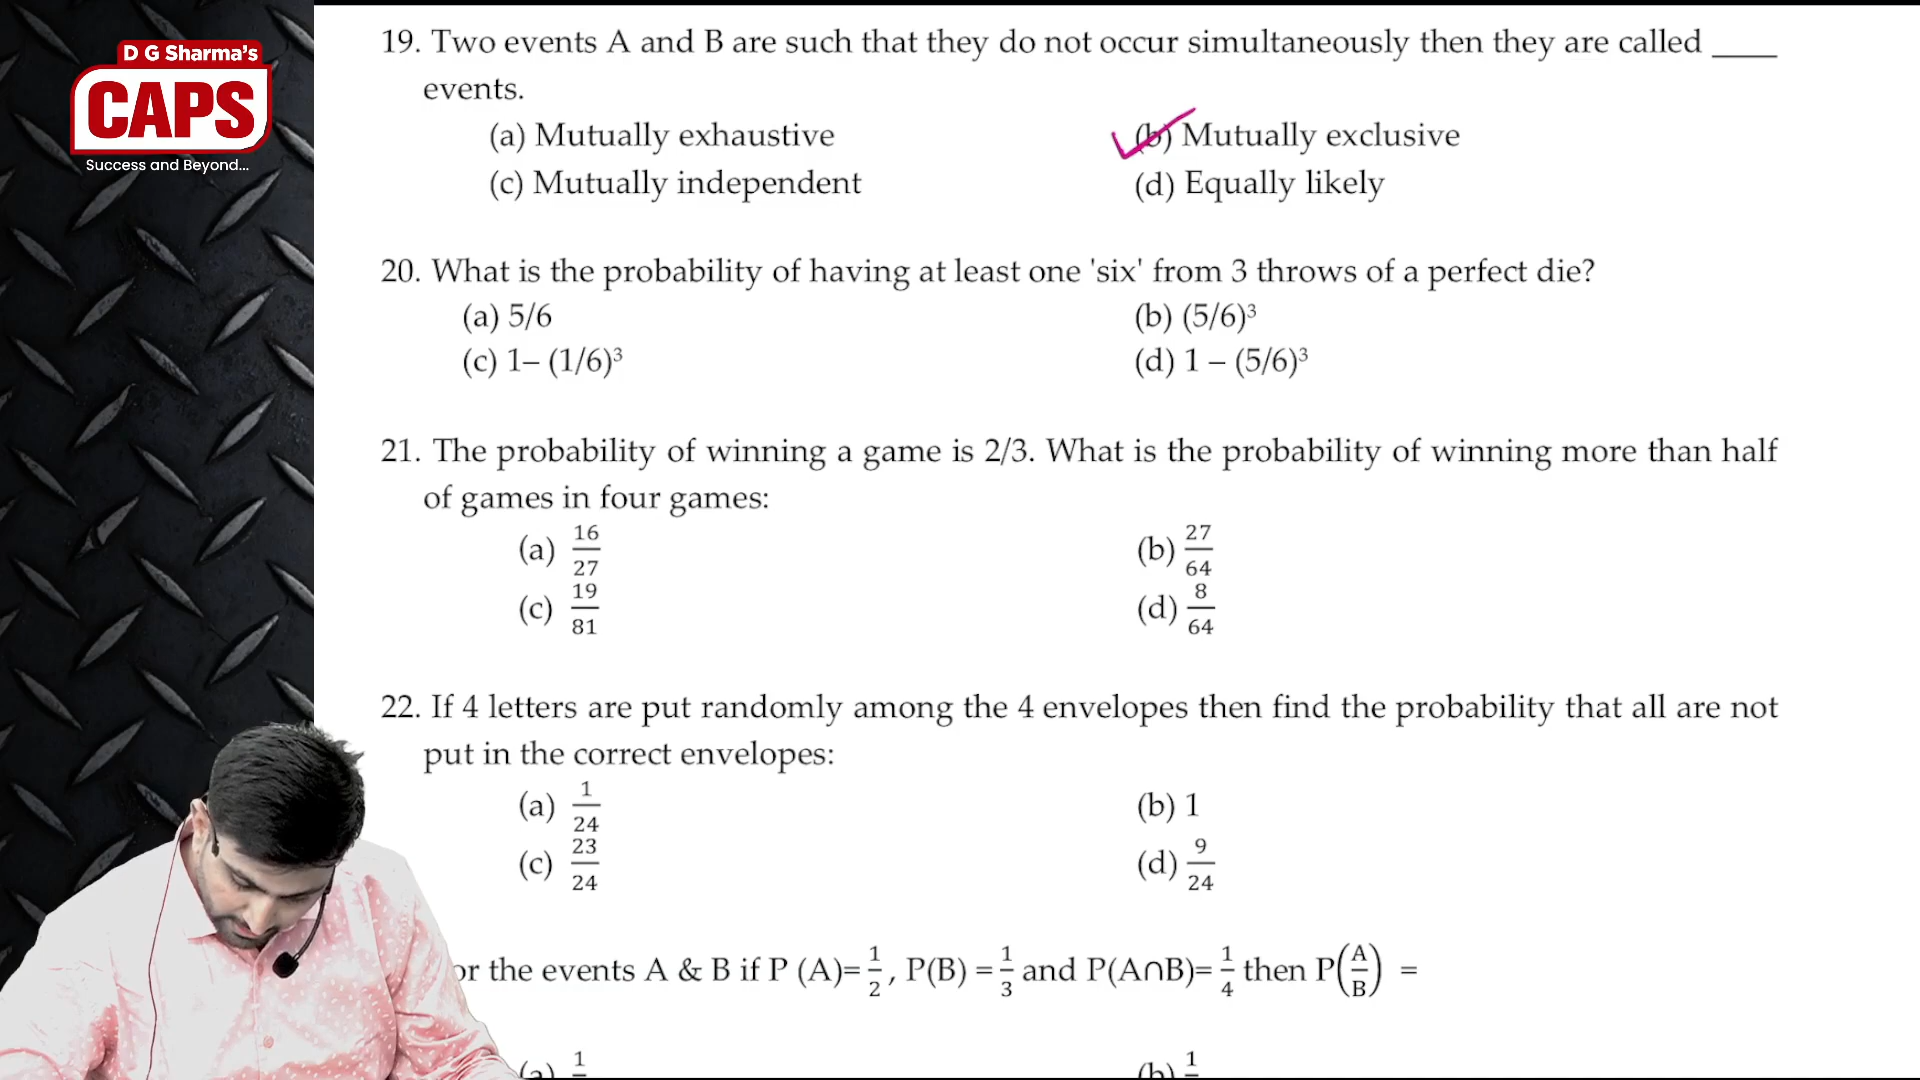 D G Sharma's
CAPS
Success and Beyond...
19. Two events A and B are such that they do not occur simultaneously then they are called ____
events.
(a) Mutually exhaustive (b) Mutually exclusive
(c) Mutually independent (d) Equally likely
20. What is the probability of having at least one 'six' from 3 throws of a perfect die?
(a) 5/6 (b) (5/6)³
(c) 1– (1/6)³ (d) 1 – (5/6)³
21. The probability of winning a game is 2/3. What is the probability of winning more than half
of games in four games:
(a) 16/27 (b) 27/64
(c) 19/81 (d) 8/64
22. If 4 letters are put randomly among the 4 envelopes then find the probability that all are not
put in the correct envelopes:
(a) 1/24 (b) 1
(c) 23/24 (d) 9/24
or the events A & B if P (A)= 1/2 , P(B) = 1/3 and P(A∩B)= 1/4 then P(A/B) =
(a) 1 (b) 1